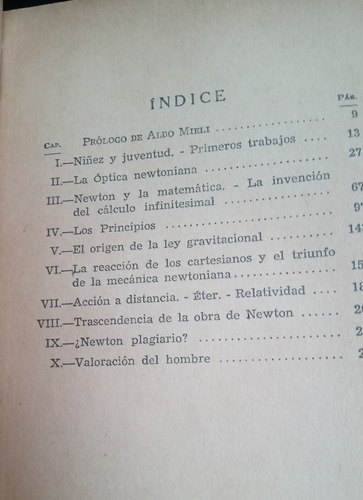 ÍNDICE
CAP. PÁG.
PRÓLOGO DE ALDO MIELI 9
I.—Niñez y juventud. - Primeros trabajos 13
II.—La Óptica newtoniana 27
III.—Newton y la matemática. - La invención
del cálculo infinitesimal 67
IV.—Los Principios
V.—El origen de la ley gravitacional
VI.—La reacción de los cartesianos y el triunfo
de la mecánica newtoniana
VII.—Acción a distancia. - Éter. - Relatividad
VIII.—Trascendencia de la obra de Newton
IX.—¿Newton plagiario?
X.—Valoración del hombre